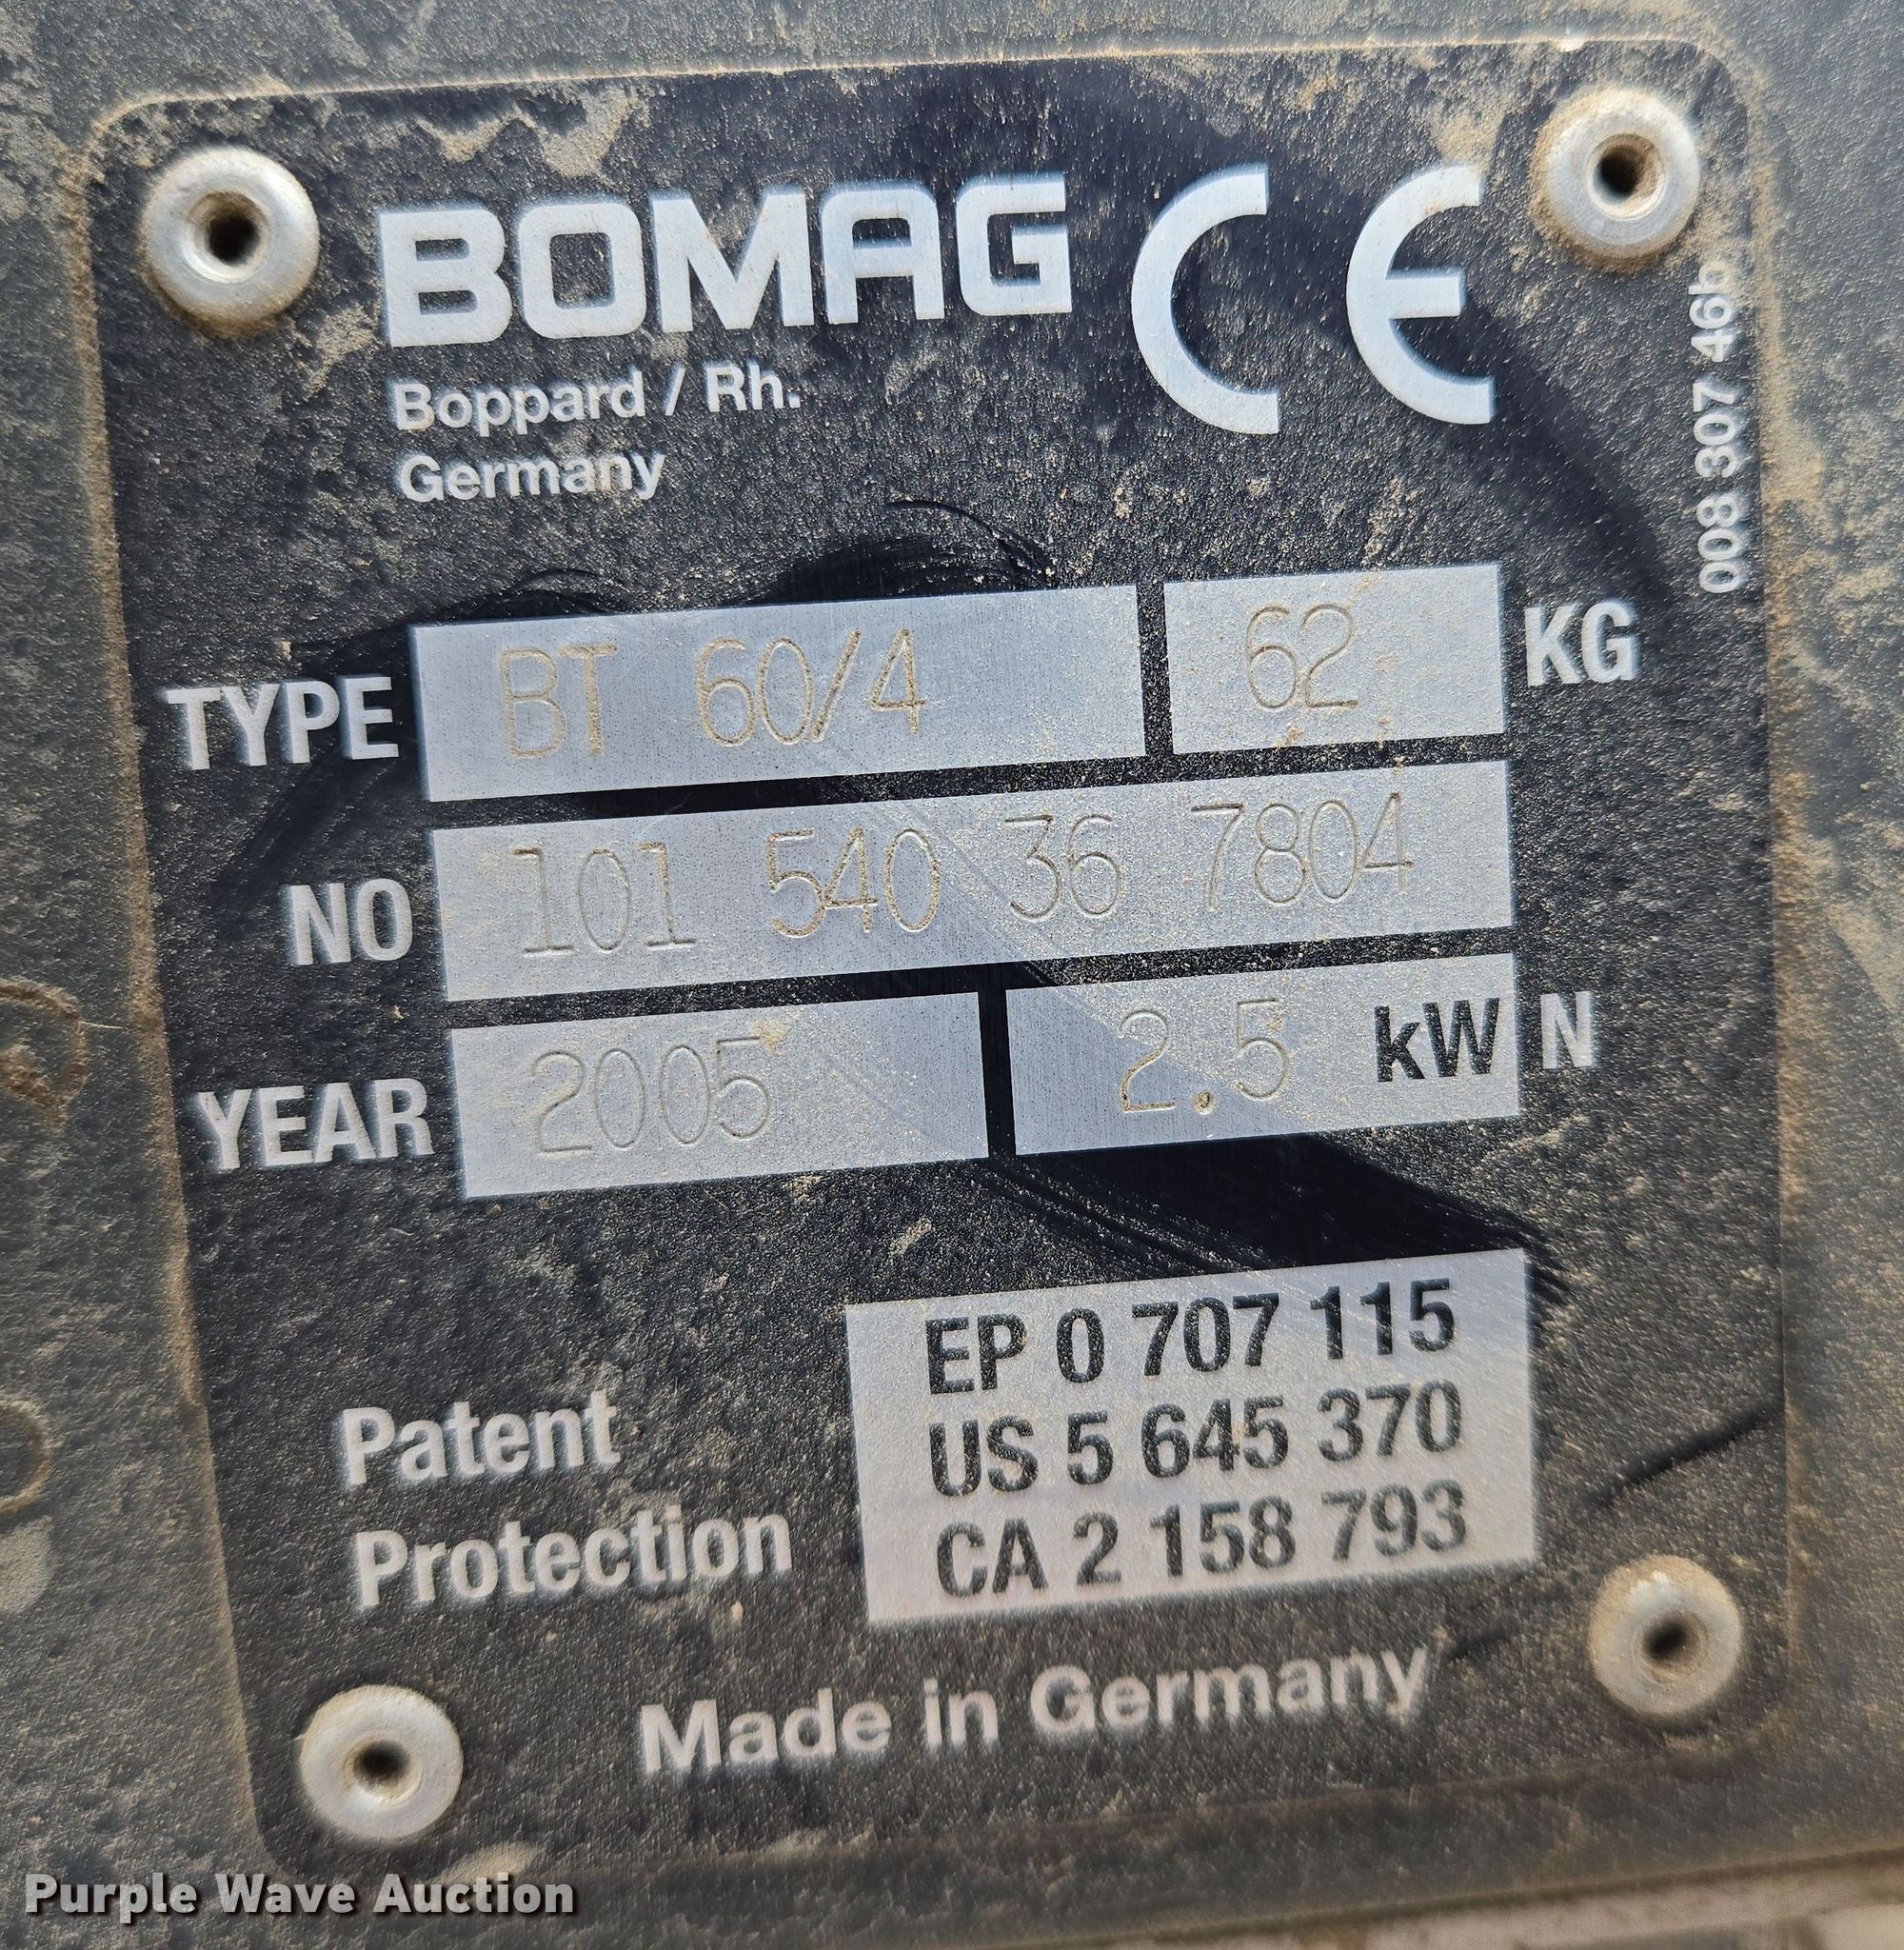 BOMAG CE
Boppard / Rh.
Germany
008 307 46b
TYPE BT 60/4 62 KG
NO 101 540 36 7804
YEAR 2005 2.5 kW N
Patent
Protection
EP 0 707 115
US 5 645 370
CA 2 158 793
Made in Germany
Purple Wave Auction